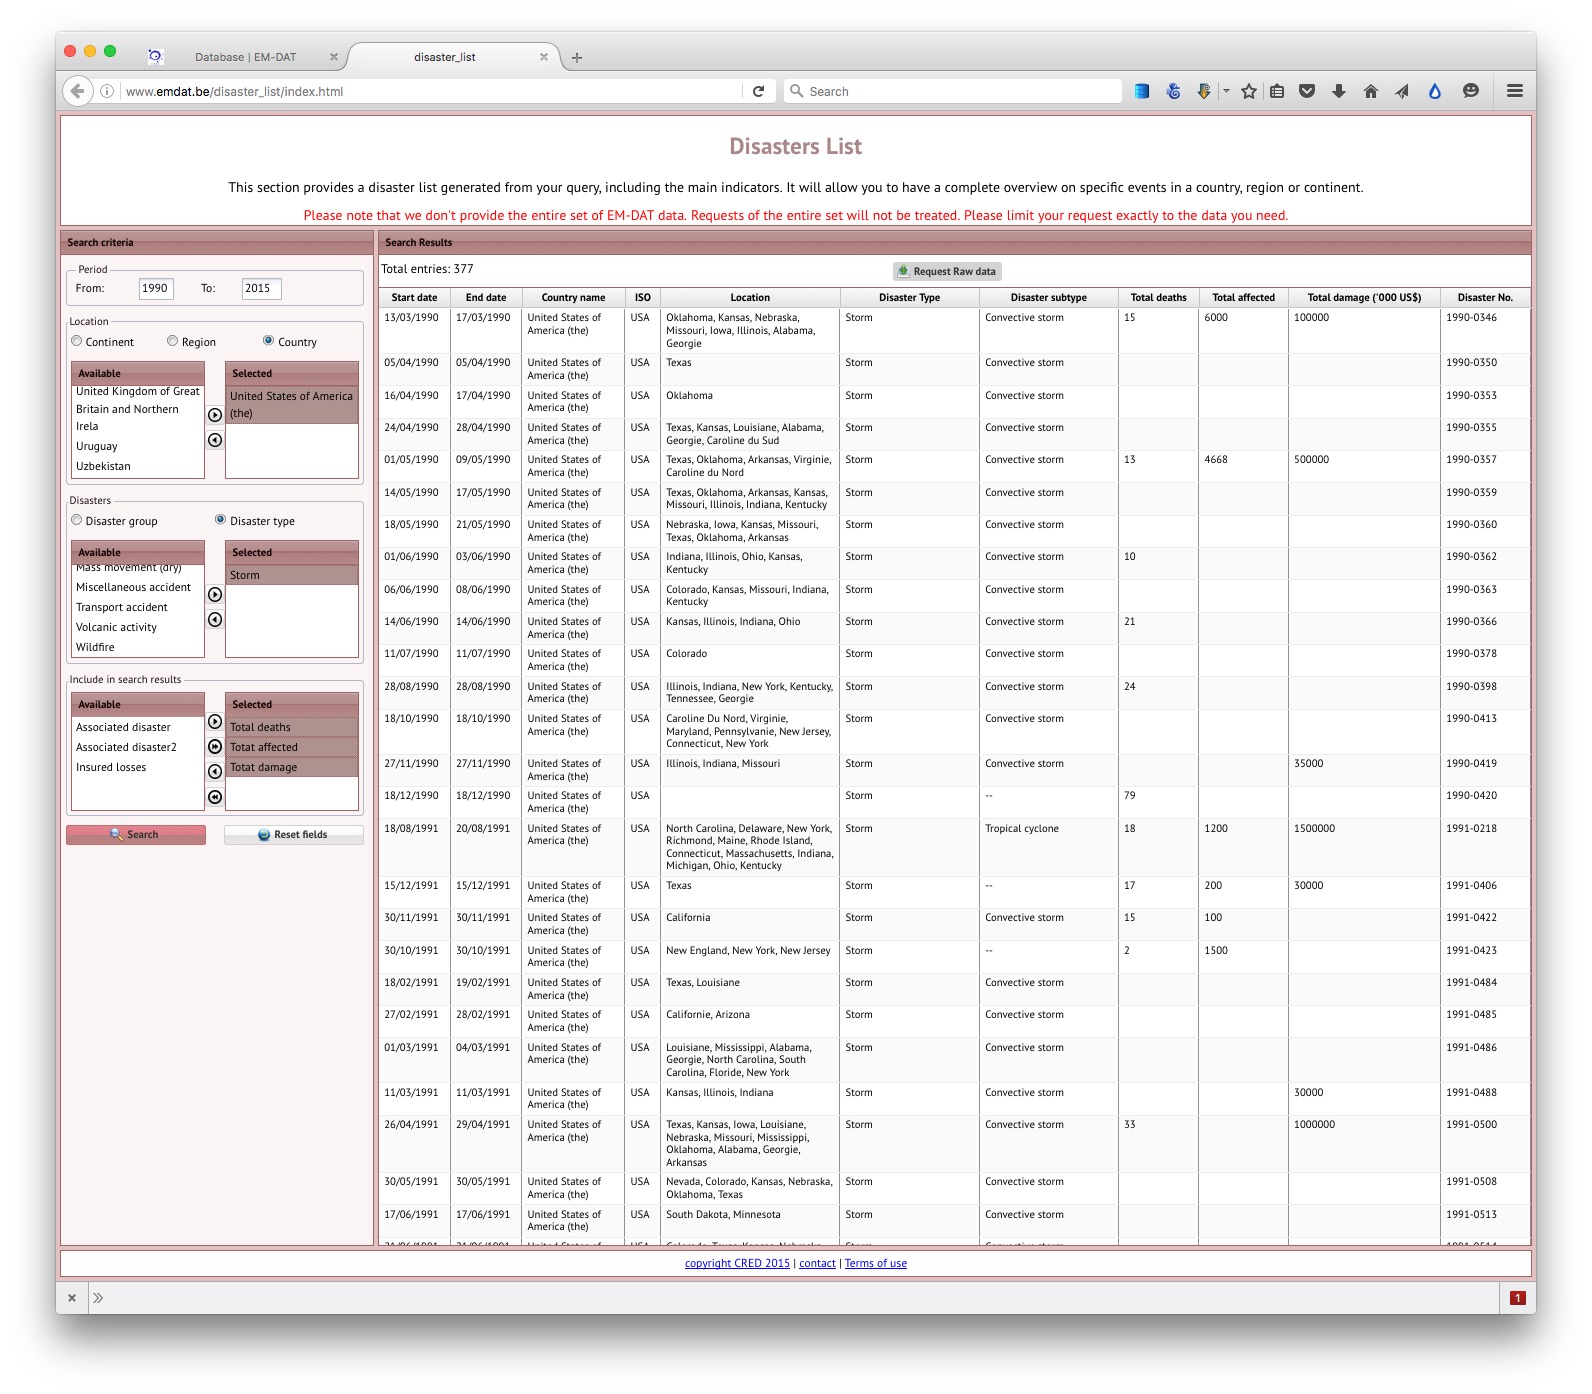 Database | EM-DAT
disaster_list
www.emdat.be/disaster_list/index.html
Search
Disasters List
This section provides a disaster list generated from your query, including the main indicators. It will allow you to have a complete overview on specific events in a country, region or continent.
Please note that we don't provide the entire set of EM-DAT data. Requests of the entire set will not be treated. Please limit your request exactly to the data you need.
Search criteria
Period
From: 1990 To: 2015
Location
Continent Region Country
Available Selected
United Kingdom of Great
Britain and Northern
Irela
Uruguay
Uzbekistan
United States of America
(the)
Disasters
Disaster group Disaster type
Available Selected
Mass movement (dry)
Miscellaneous accident
Transport accident
Volcanic activity
Wildfire
Storm
Include in search results
Available Selected
Associated disaster
Associated disaster2
Insured losses
Total deaths
Totat affected
Totat damage
Search Reset fields
Search Results
Total entries: 377 Request Raw data
Start date End date Country name ISO Location Disaster Type Disaster subtype Total deaths Total affected Total damage ('000 US$) Disaster No.
13/03/1990 17/03/1990 United States of USA Oklahoma, Kansas, Nebraska, Storm Convective storm 15 6000 100000 1990-0346
America (the) Missouri, Iowa, Illinois, Alabama,
Georgie
05/04/1990 05/04/1990 United States of USA Texas Storm Convective storm 1990-0350
America (the)
16/04/1990 17/04/1990 United States of USA Oklahoma Storm Convective storm 1990-0353
America (the)
24/04/1990 28/04/1990 United States of USA Texas, Kansas, Louisiane, Alabama, Storm Convective storm 1990-0355
America (the) Georgie, Caroline du Sud
01/05/1990 09/05/1990 United States of USA Texas, Oklahoma, Arkansas, Virginie, Storm Convective storm 13 4668 500000 1990-0357
America (the) Caroline du Nord
14/05/1990 17/05/1990 United States of USA Texas, Oklahoma, Arkansas, Kansas, Storm Convective storm 1990-0359
America (the) Missouri, Illinois, Indiana, Kentucky
18/05/1990 21/05/1990 United States of USA Nebraska, Iowa, Kansas, Missouri, Storm Convective storm 1990-0360
America (the) Texas, Oklahoma, Arkansas
01/06/1990 03/06/1990 United States of USA Indiana, Illinois, Ohio, Kansas, Storm Convective storm 10 1990-0362
America (the) Kentucky
06/06/1990 08/06/1990 United States of USA Colorado, Kansas, Missouri, Indiana, Storm Convective storm 1990-0363
America (the) Kentucky
14/06/1990 14/06/1990 United States of USA Kansas, Illinois, Indiana, Ohio Storm Convective storm 21 1990-0366
America (the)
11/07/1990 11/07/1990 United States of USA Colorado Storm Convective storm 1990-0378
America (the)
28/08/1990 28/08/1990 United States of USA Illinois, Indiana, New York, Kentucky, Storm Convective storm 24 1990-0398
America (the) Tennessee, Georgie
18/10/1990 18/10/1990 United States of USA Caroline Du Nord, Virginie, Storm Convective storm 1990-0413
America (the) Maryland, Pennsylvanie, New Jersey,
Connecticut, New York
27/11/1990 27/11/1990 United States of USA Illinois, Indiana, Missouri Storm Convective storm 35000 1990-0419
America (the)
18/12/1990 18/12/1990 United States of USA Storm -- 79 1990-0420
America (the)
18/08/1991 20/08/1991 United States of USA North Carolina, Delaware, New York, Storm Tropical cyclone 18 1200 1500000 1991-0218
America (the) Richmond, Maine, Rhode Island,
Connecticut, Massachusetts, Indiana,
Michigan, Ohio, Kentucky
15/12/1991 15/12/1991 United States of USA Texas Storm -- 17 200 30000 1991-0406
America (the)
30/11/1991 30/11/1991 United States of USA California Storm Convective storm 15 100 1991-0422
America (the)
30/10/1991 30/10/1991 United States of USA New England, New York, New Jersey Storm -- 2 1500 1991-0423
America (the)
18/02/1991 19/02/1991 United States of USA Texas, Louisiane Storm Convective storm 1991-0484
America (the)
27/02/1991 28/02/1991 United States of USA Californie, Arizona Storm Convective storm 1991-0485
America (the)
01/03/1991 04/03/1991 United States of USA Louisiane, Mississippi, Alabama, Storm Convective storm 1991-0486
America (the) Georgie, North Carolina, South
Carolina, Floride, New York
11/03/1991 11/03/1991 United States of USA Kansas, Illinois, Indiana Storm Convective storm 30000 1991-0488
America (the)
26/04/1991 29/04/1991 United States of USA Texas, Kansas, Iowa, Louisiane, Storm Convective storm 33 1000000 1991-0500
America (the) Nebraska, Missouri, Mississippi,
Oklahoma, Alabama, Georgie,
Arkansas
30/05/1991 30/05/1991 United States of USA Nevada, Colorado, Kansas, Nebraska, Storm Convective storm 1991-0508
America (the) Oklahoma, Texas
17/06/1991 17/06/1991 United States of USA South Dakota, Minnesota Storm Convective storm 1991-0513
America (the)
copyright CRED 2015 | contact | Terms of use
1